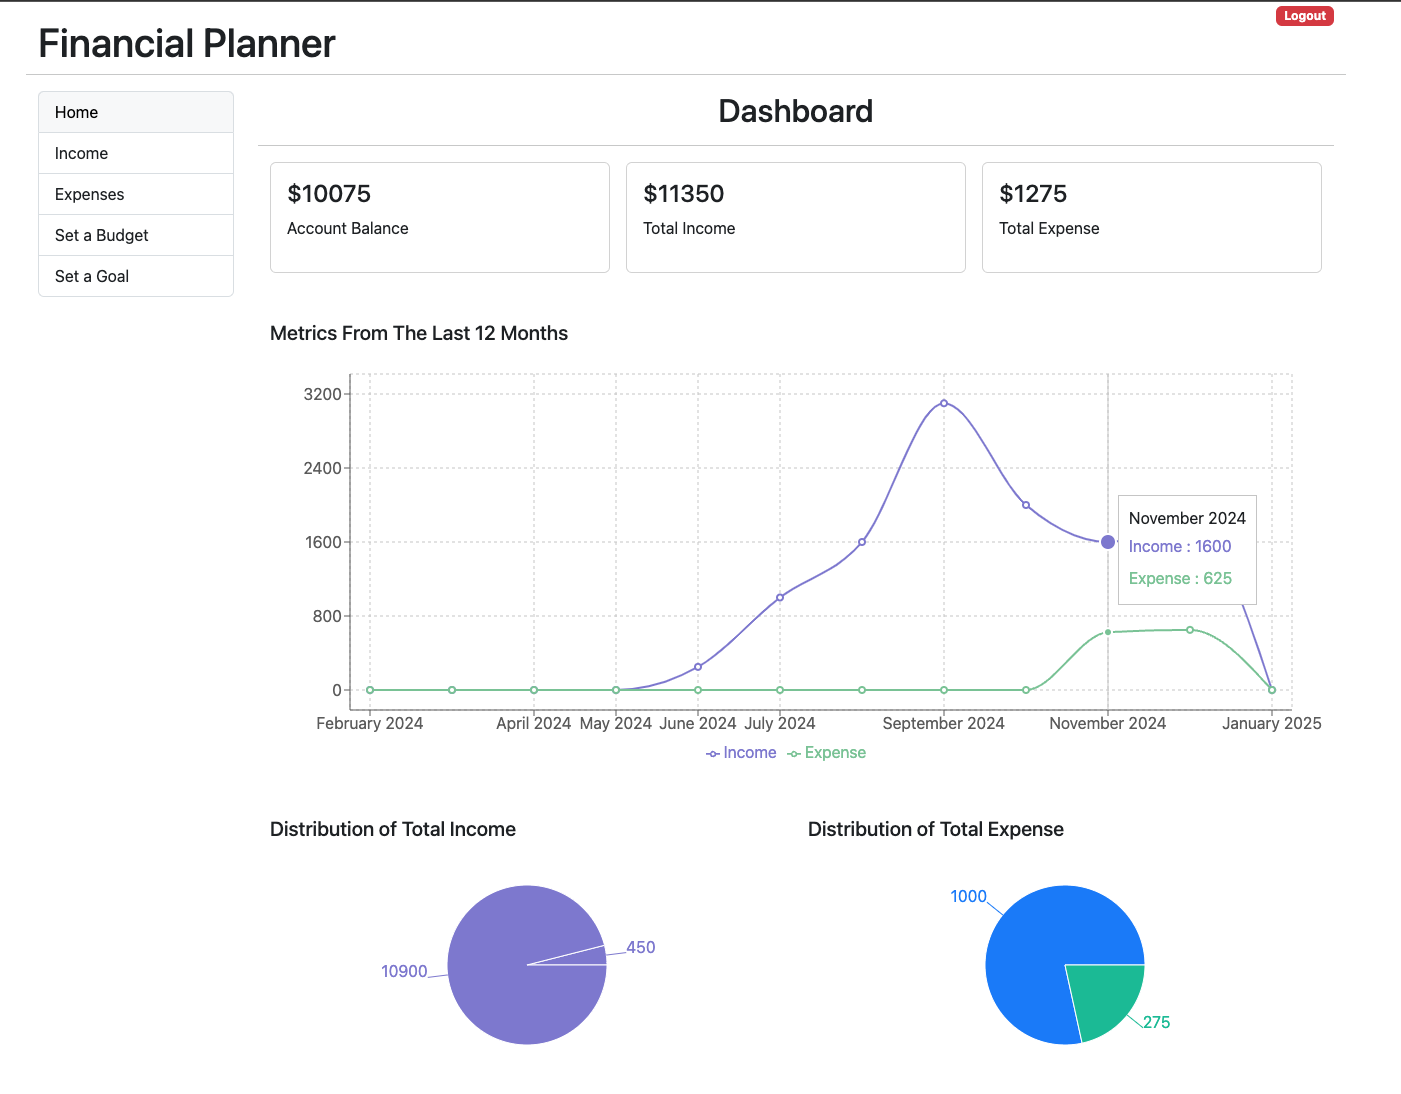 Logout
Financial Planner
Home
Income
Expenses
Set a Budget
Set a Goal
Dashboard
$10075
Account Balance
$11350
Total Income
$1275
Total Expense
Metrics From The Last 12 Months
3200
2400
1600
800
0
November 2024
Income : 1600
Expense : 625
February 2024 April 2024 May 2024 June 2024 July 2024 September 2024 November 2024 January 2025
Income Expense
Distribution of Total Income
10900
450
Distribution of Total Expense
1000
275